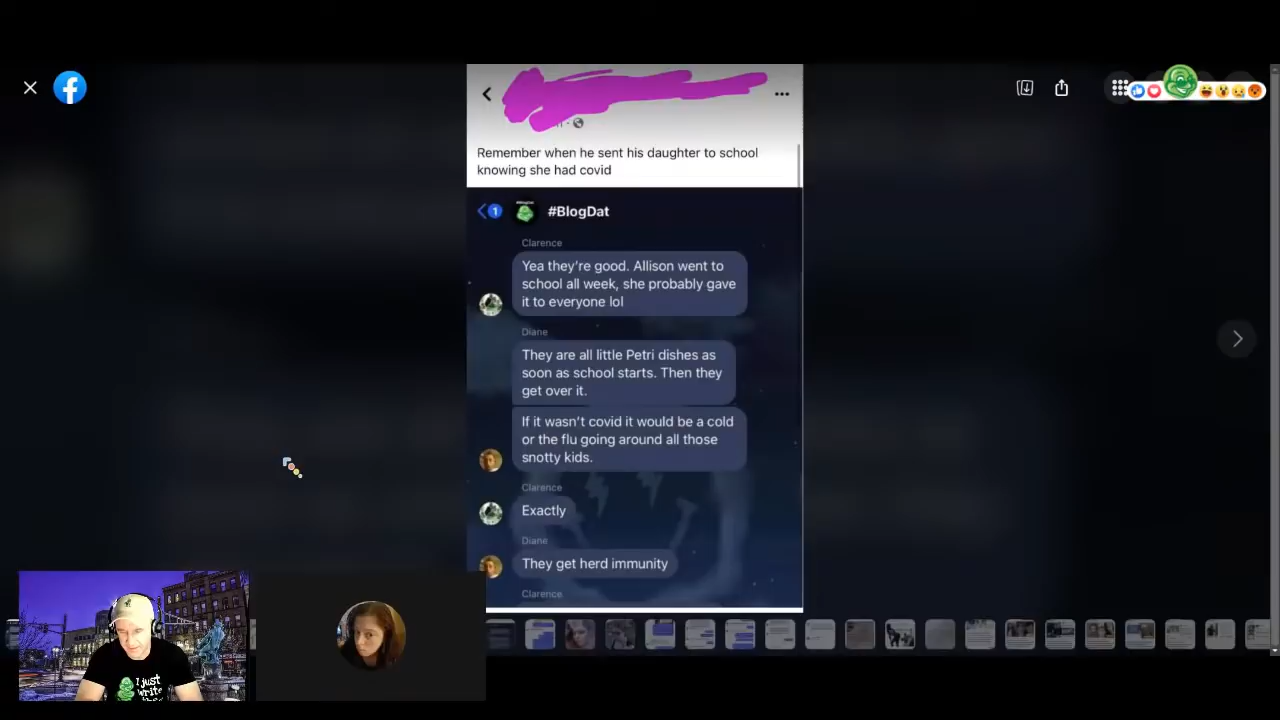 Remember when he sent his daughter to school
knowing she had covid
1
#BlogDat
Clarence
Yea they're good. Allison went to
school all week, she probably gave
it to everyone lol
Diane
They are all little Petri dishes as
soon as school starts. Then they
get over it.
If it wasn't covid it would be a cold
or the flu going around all those
snotty kids.
Clarence
Exactly
Diane
They get herd immunity
Clarence
I just
write